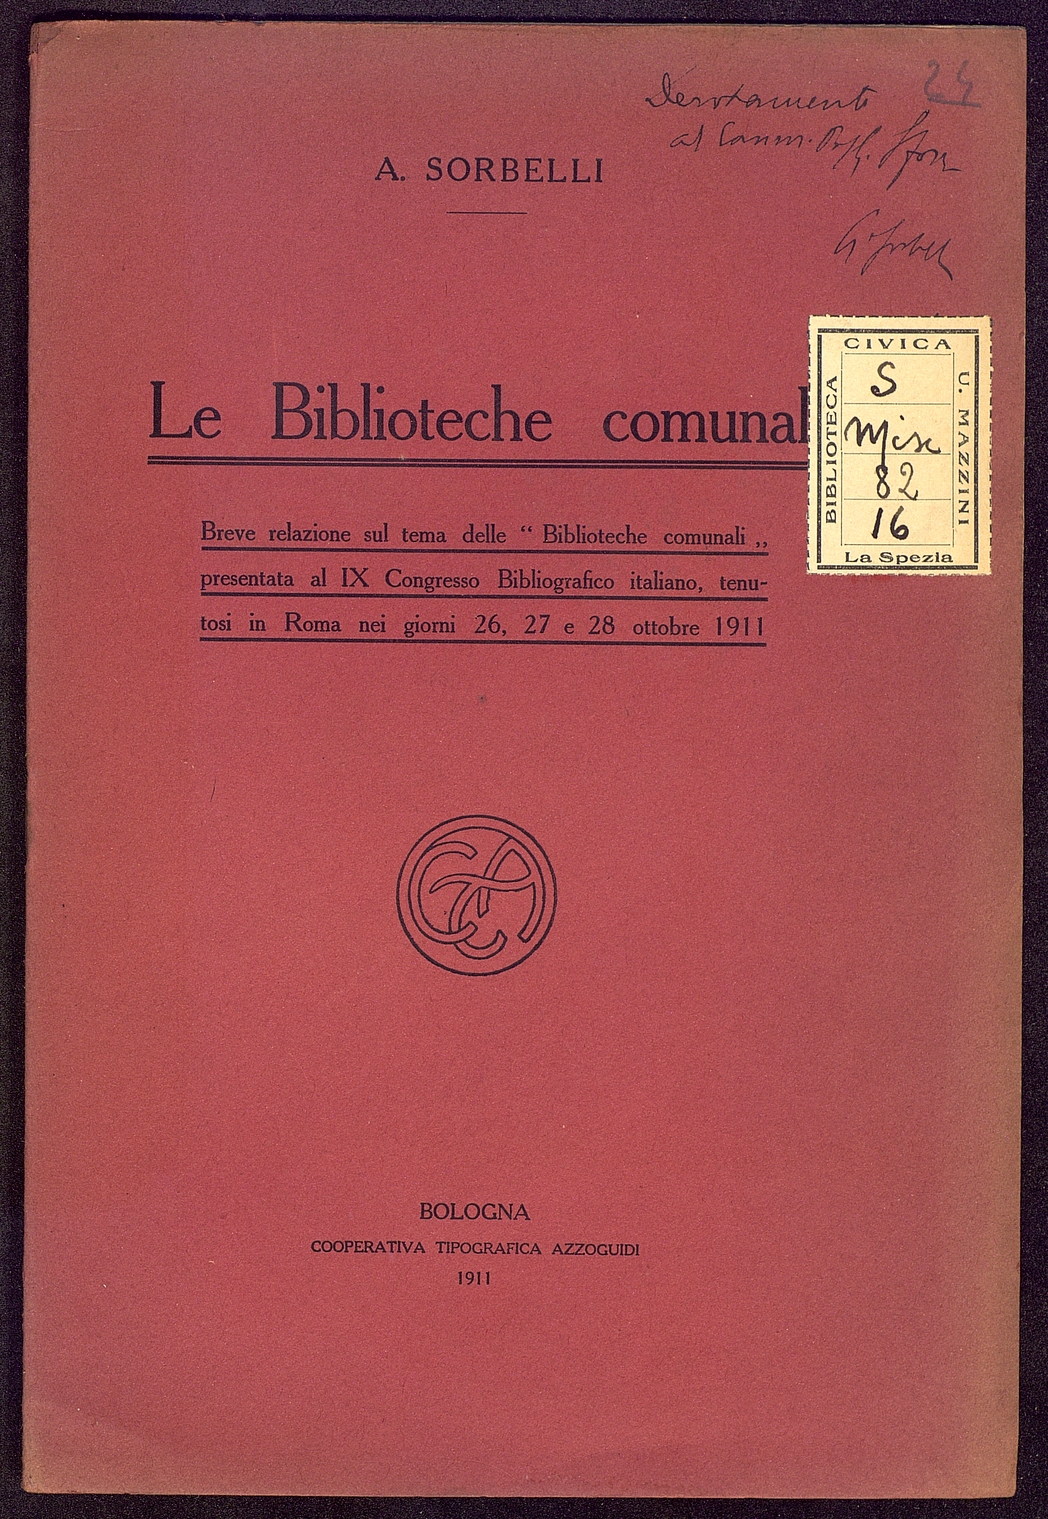 24
Devotamente
al Comm.
A. Sorbelli
A. SORBELLI
Le Biblioteche comunal
CIVICA
BIBLIOTECA
U. MAZZINI
S
Misc
82
16
La Spezia
Breve relazione sul tema delle “ Biblioteche comunali „
presentata al IX Congresso Bibliografico italiano, tenu-
tosi in Roma nei giorni 26, 27 e 28 ottobre 1911
BOLOGNA
COOPERATIVA TIPOGRAFICA AZZOGUIDI
1911